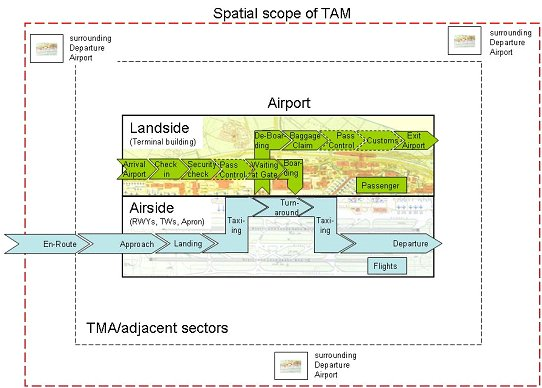 Spatial scope of TAM
surrounding
Departure
Airport
surrounding
Departure
Airport
Airport
Landside
(Terminal building)
De-Boar-
ding
Baggage
Claim
Pass
Control
Customs
Exit
Airport
Arrival
Airport
Check
in
Security
check
Pass
Control
Waiting
at Gate
Boar-
ding
Passenger
Airside
(RWYs, TWs, Apron)
Taxi-
ing
Turn-
around
Taxi-
ing
En-Route
Approach
Landing
Departure
Flights
TMA/adjacent sectors
surrounding
Departure
Airport